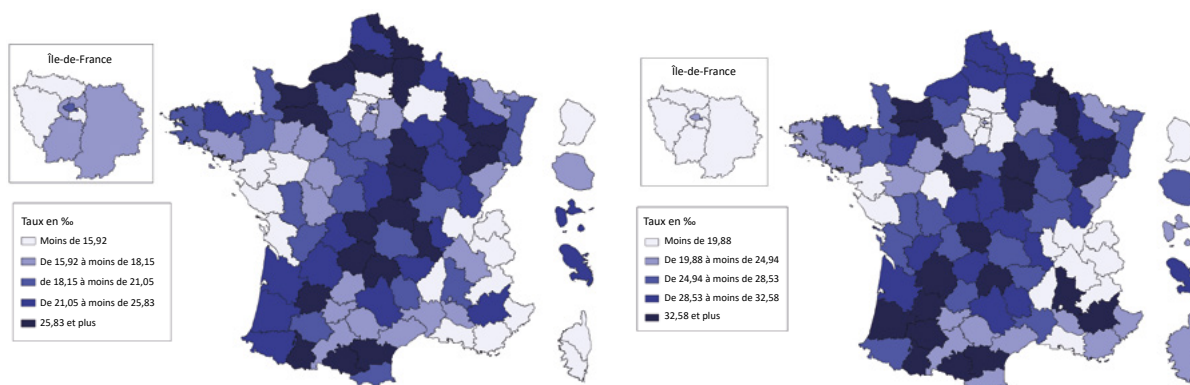 Île-de-France
Taux en ‰
Moins de 15,92
De 15,92 à moins de 18,15
de 18,15 à moins de 21,05
De 21,05 à moins de 25,83
25,83 et plus
Île-de-France
Taux en ‰
Moins de 19,88
De 19,88 à moins de 24,94
De 24,94 à moins de 28,53
De 28,53 à moins de 32,58
32,58 et plus